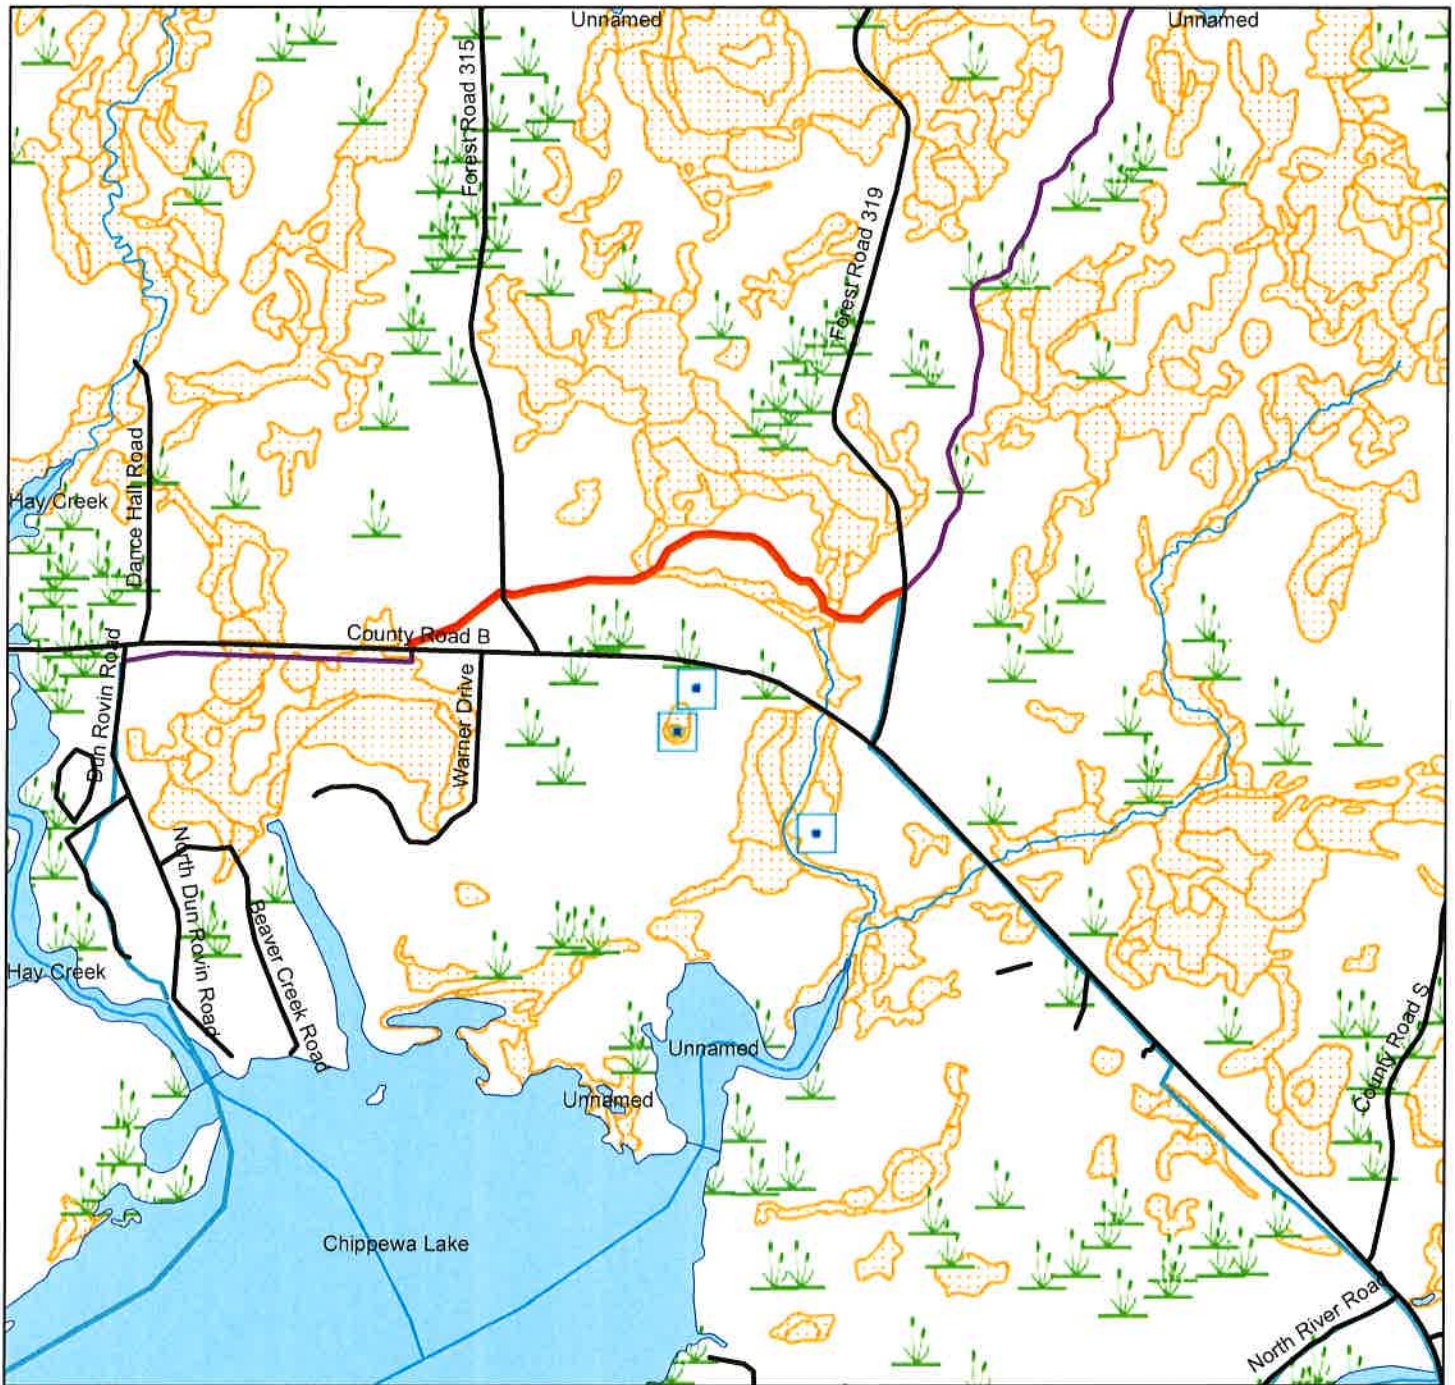 Unnamed
Unnamed
Forest Road 315
Forest Road 319
Dance Hall Road
Hay Creek
County Road B
Dun Rovin Road
Warner Drive
North Dun Rovin Road
Beaver Creek Road
Hay Creek
Unnamed
Unnamed
County Road S
Chippewa Lake
North River Road